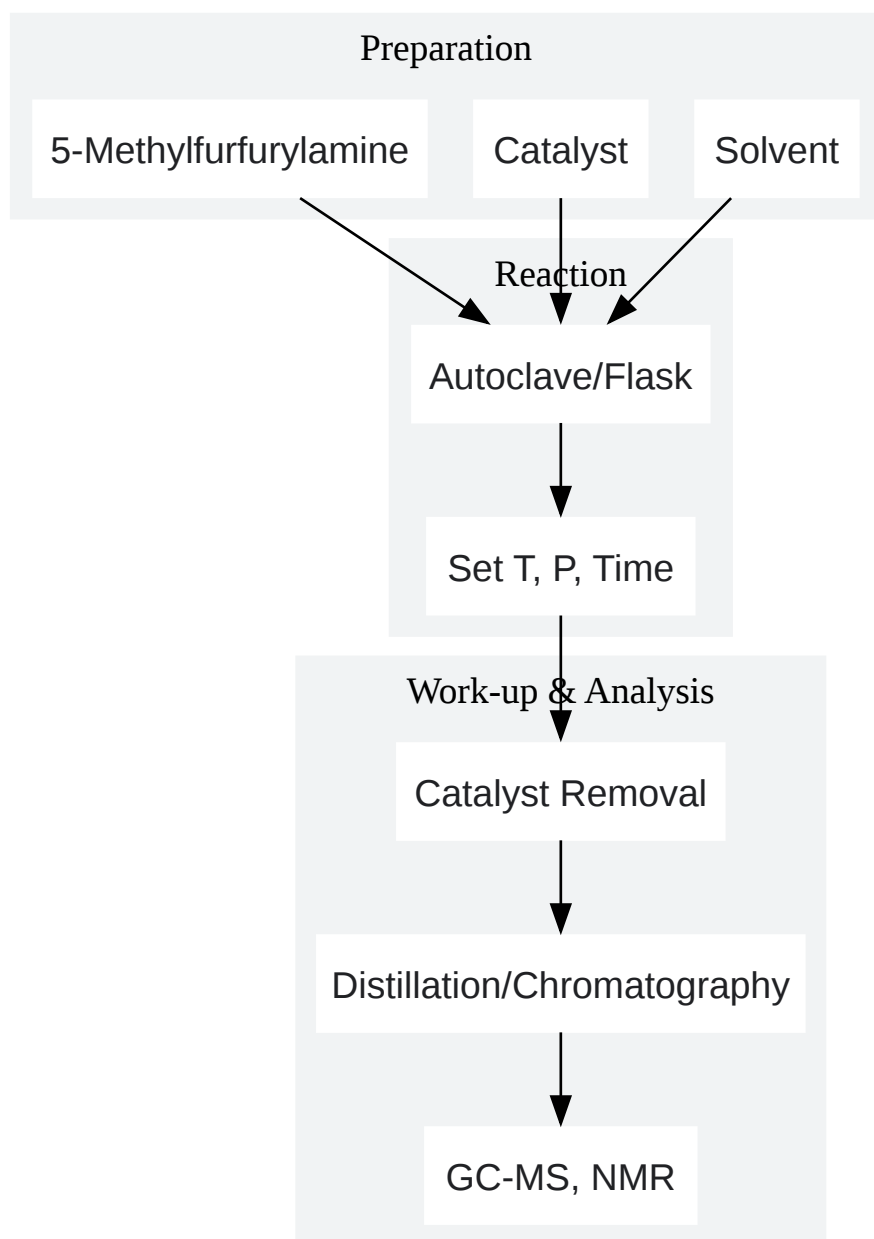 Preparation
5-Methylfurfurylamine
Catalyst
Solvent
Reaction
Autoclave/Flask
Set T, P, Time
Work-up & Analysis
Catalyst Removal
Distillation/Chromatography
GC-MS, NMR